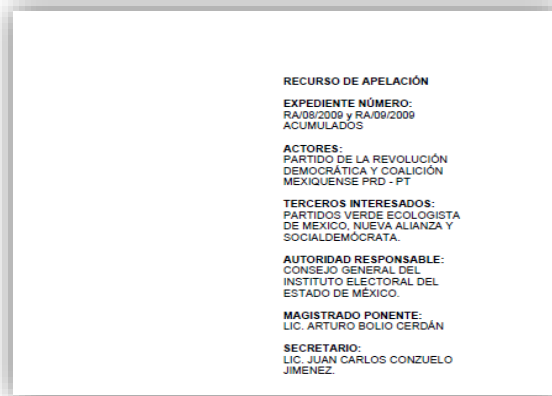 RECURSO DE APELACIÓN
EXPEDIENTE NÚMERO:
RA/08/2009 y RA/09/2009
ACUMULADOS
ACTORES:
PARTIDO DE LA REVOLUCIÓN
DEMOCRÁTICA Y COALICIÓN
MEXIQUENSE PRD - PT
TERCEROS INTERESADOS:
PARTIDOS VERDE ECOLOGISTA
DE MEXICO, NUEVA ALIANZA Y
SOCIALDEMÓCRATA.
AUTORIDAD RESPONSABLE:
CONSEJO GENERAL DEL
INSTITUTO ELECTORAL DEL
ESTADO DE MÉXICO.
MAGISTRADO PONENTE:
LIC. ARTURO BOLIO CERDÁN
SECRETARIO:
LIC. JUAN CARLOS CONZUELO
JIMENEZ.